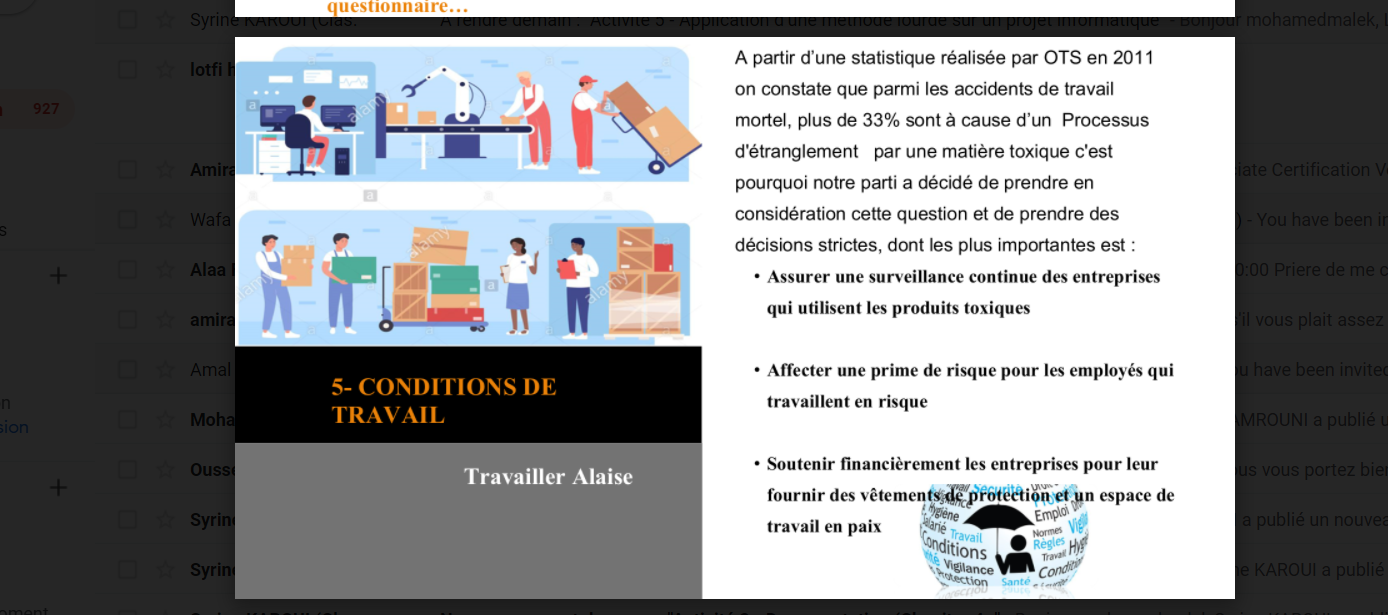 questionnaire…
Syrine KAROUI (Clas.
A rendre demain : "Activité 5 - Application d'une méthode lourde sur un projet informatique" - Bonjour mohamedmalek,
lotfi
927
Amira
Wafa
Alaa
amira
Amal
Moha
Ousse
Syrine
Syrine
A partir d’une statistique réalisée par OTS en 2011
on constate que parmi les accidents de travail
mortel, plus de 33% sont à cause d’un Processus
d'étranglement par une matière toxique c'est
pourquoi notre parti a décidé de prendre en
considération cette question et de prendre des
décisions strictes, dont les plus importantes est :
• Assurer une surveillance continue des entreprises
qui utilisent les produits toxiques
• Affecter une prime de risque pour les employés qui
travaillent en risque
• Soutenir financièrement les entreprises pour leur
fournir des vêtements de protection et un espace de
travail en paix
alamy
alamy
alamy
5- CONDITIONS DE
TRAVAIL
Travailler Alaise
Sécurité
Hygiène
Emploi
Salarié
Travail
Normes
Règles
Conditions
Travail
Vigilance
Protection
Santé
iate Certification
- You have been
0:00 Priere de me
'il vous plait assez
u have been invited
AMROUNI a publié
us vous portez bien
a publié un nouveau
ne KAROUI a publié